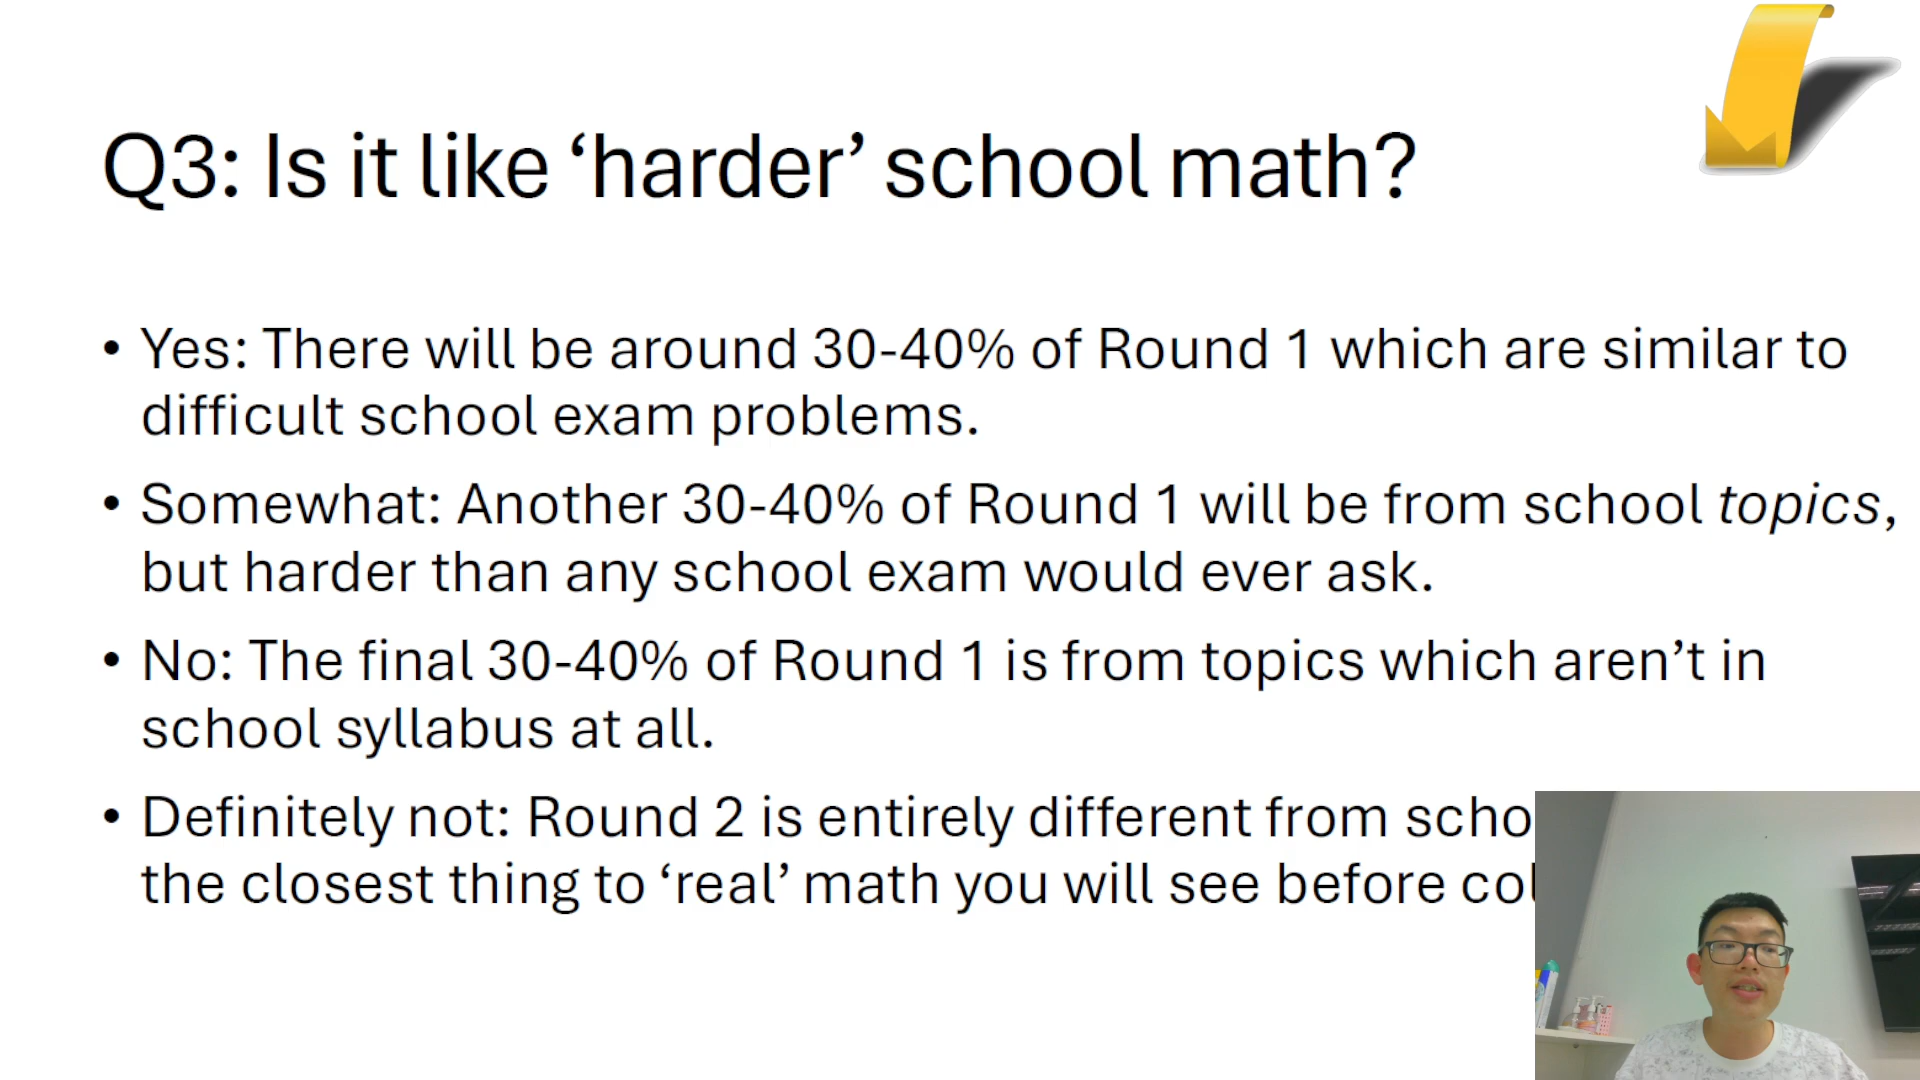 Q3: Is it like ‘harder’ school math?
• Yes: There will be around 30-40% of Round 1 which are similar to
difficult school exam problems.
• Somewhat: Another 30-40% of Round 1 will be from school topics,
but harder than any school exam would ever ask.
• No: The final 30-40% of Round 1 is from topics which aren’t in
school syllabus at all.
• Definitely not: Round 2 is entirely different from scho
the closest thing to ‘real’ math you will see before col